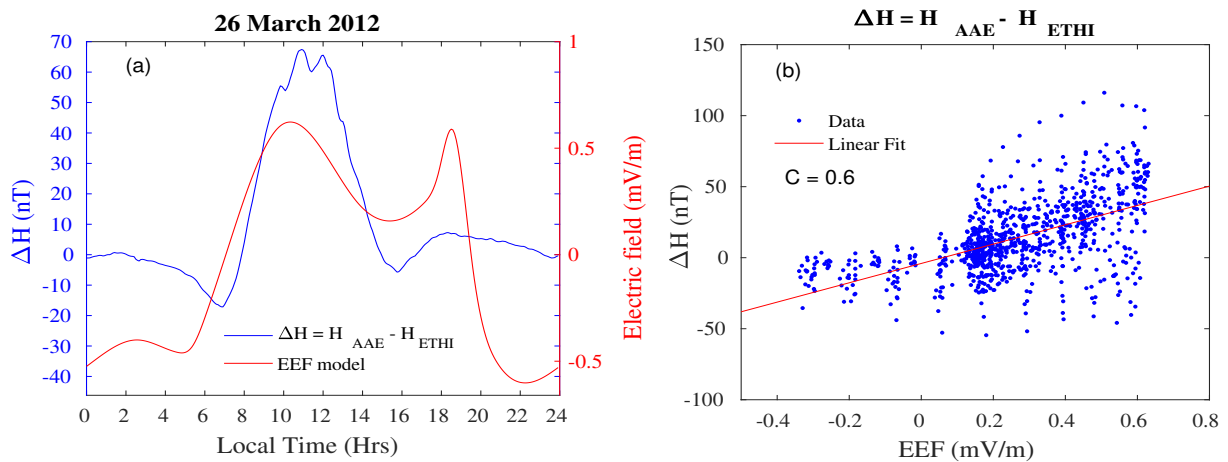 26 March 2012
(a)
70
60
50
40
30
20
10
0
-10
-20
-30
-40
ΔH (nT)
1
0.5
0
-0.5
Electric field (mV/m)
ΔH = H AAE - H ETHI
EEF model
0 2 4 6 8 10 12 14 16 18 20 22 24
Local Time (Hrs)
ΔH = H AAE - H ETHI
(b)
150
100
50
0
-50
-100
ΔH (nT)
Data
Linear Fit
C = 0.6
-0.4 -0.2 0 0.2 0.4 0.6 0.8
EEF (mV/m)